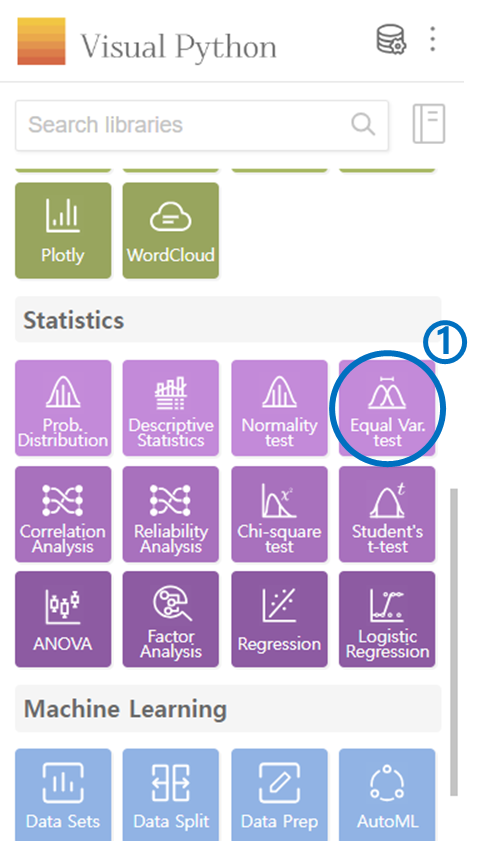 Visual Python
Search libraries
Plotly
WordCloud
Statistics
1
Prob.
Distribution
Descriptive
Statistics
Normality
test
Equal Var.
test
Correlation
Analysis
Reliability
Analysis
χ²
Chi-square
test
t
Student's
t-test
ANOVA
Factor
Analysis
Regression
Logistic
Regression
Machine Learning
Data Sets
Data Split
Data Prep
AutoML